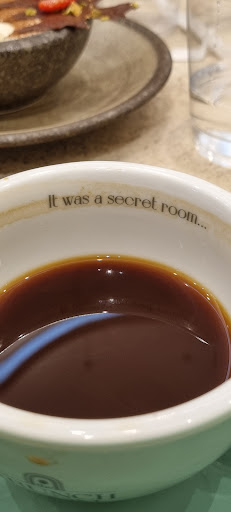 It was a secret room...